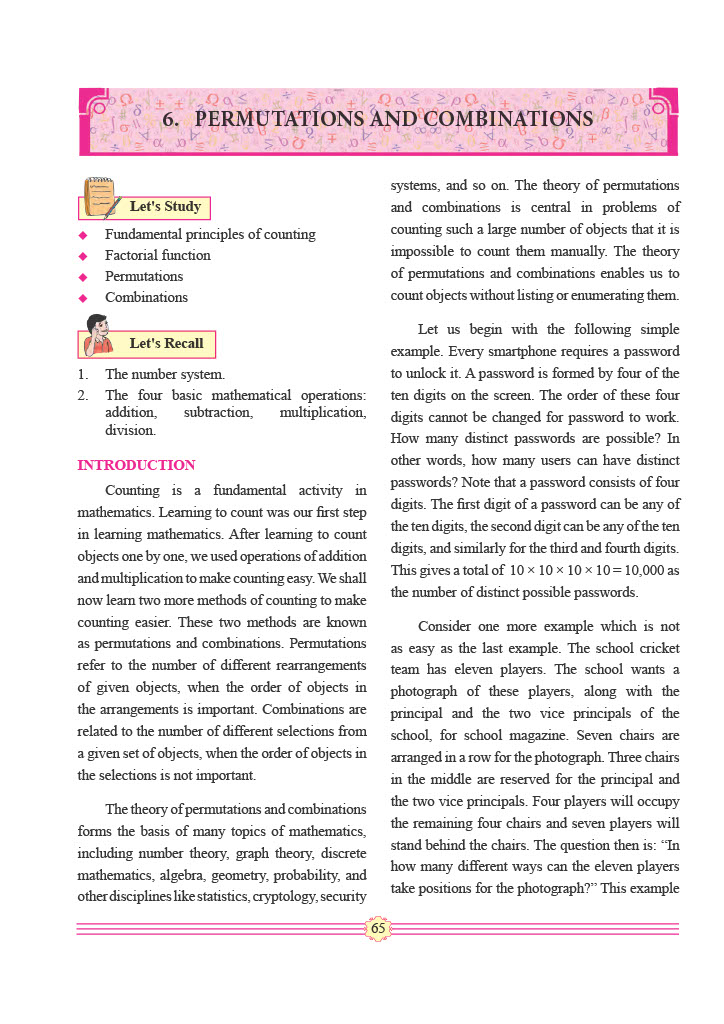 6. PERMUTATIONS AND COMBINATIONS
Let's Study
Fundamental principles of counting
Factorial function
Permutations
Combinations
Let's Recall
1. The number system.
2. The four basic mathematical operations:
addition, subtraction, multiplication,
division.
INTRODUCTION
Counting is a fundamental activity in
mathematics. Learning to count was our first step
in learning mathematics. After learning to count
objects one by one, we used operations of addition
and multiplication to make counting easy. We shall
now learn two more methods of counting to make
counting easier. These two methods are known
as permutations and combinations. Permutations
refer to the number of different rearrangements
of given objects, when the order of objects in
the arrangements is important. Combinations are
related to the number of different selections from
a given set of objects, when the order of objects in
the selections is not important.
The theory of permutations and combinations
forms the basis of many topics of mathematics,
including number theory, graph theory, discrete
mathematics, algebra, geometry, probability, and
other disciplines like statistics, cryptology, security
systems, and so on. The theory of permutations
and combinations is central in problems of
counting such a large number of objects that it is
impossible to count them manually. The theory
of permutations and combinations enables us to
count objects without listing or enumerating them.
Let us begin with the following simple
example. Every smartphone requires a password
to unlock it. A password is formed by four of the
ten digits on the screen. The order of these four
digits cannot be changed for password to work.
How many distinct passwords are possible? In
other words, how many users can have distinct
passwords? Note that a password consists of four
digits. The first digit of a password can be any of
the ten digits, the second digit can be any of the ten
digits, and similarly for the third and fourth digits.
This gives a total of 10 × 10 × 10 × 10 = 10,000 as
the number of distinct possible passwords.
Consider one more example which is not
as easy as the last example. The school cricket
team has eleven players. The school wants a
photograph of these players, along with the
principal and the two vice principals of the
school, for school magazine. Seven chairs are
arranged in a row for the photograph. Three chairs
in the middle are reserved for the principal and
the two vice principals. Four players will occupy
the remaining four chairs and seven players will
stand behind the chairs. The question then is: “In
how many different ways can the eleven players
take positions for the photograph?” This example
65